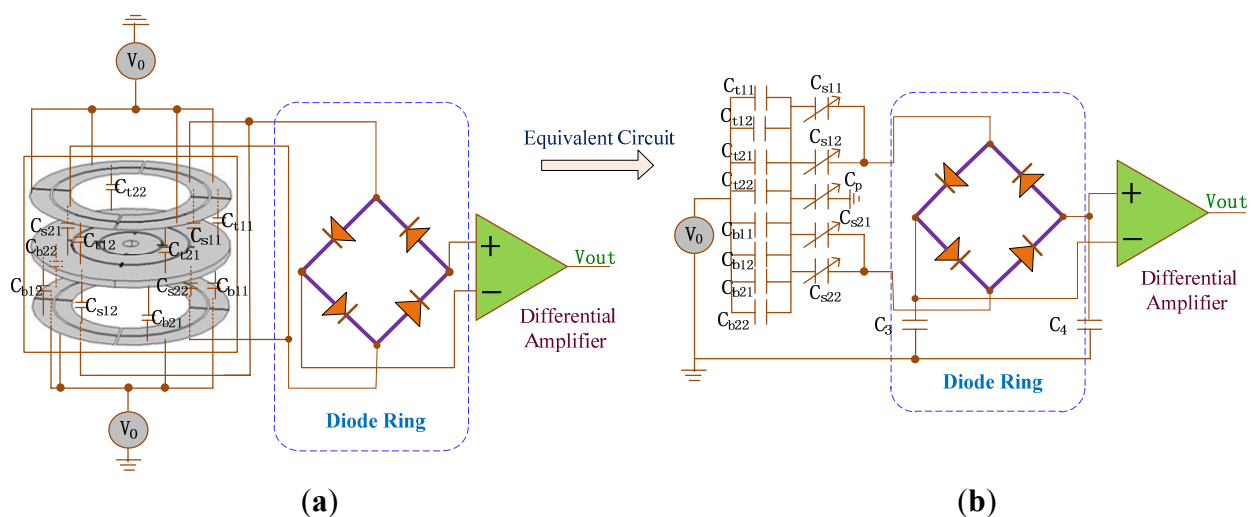 V0
Ct22
Cs21
Ct12
Cs11
Ct11
Cb22
Ct21
Cb12
Cs22
Cb11
Cs12
Cb21
V0
+
−
Vout
Differential
Amplifier
Diode Ring
(a)
Equivalent Circuit
Ct11
Cs11
Ct12
Cs12
Ct21
Ct22
Cp
Cs21
V0
Cb11
Cb12
Cs22
Cb21
Cb22
C3
C4
+
−
Vout
Differential
Amplifier
Diode Ring
(b)